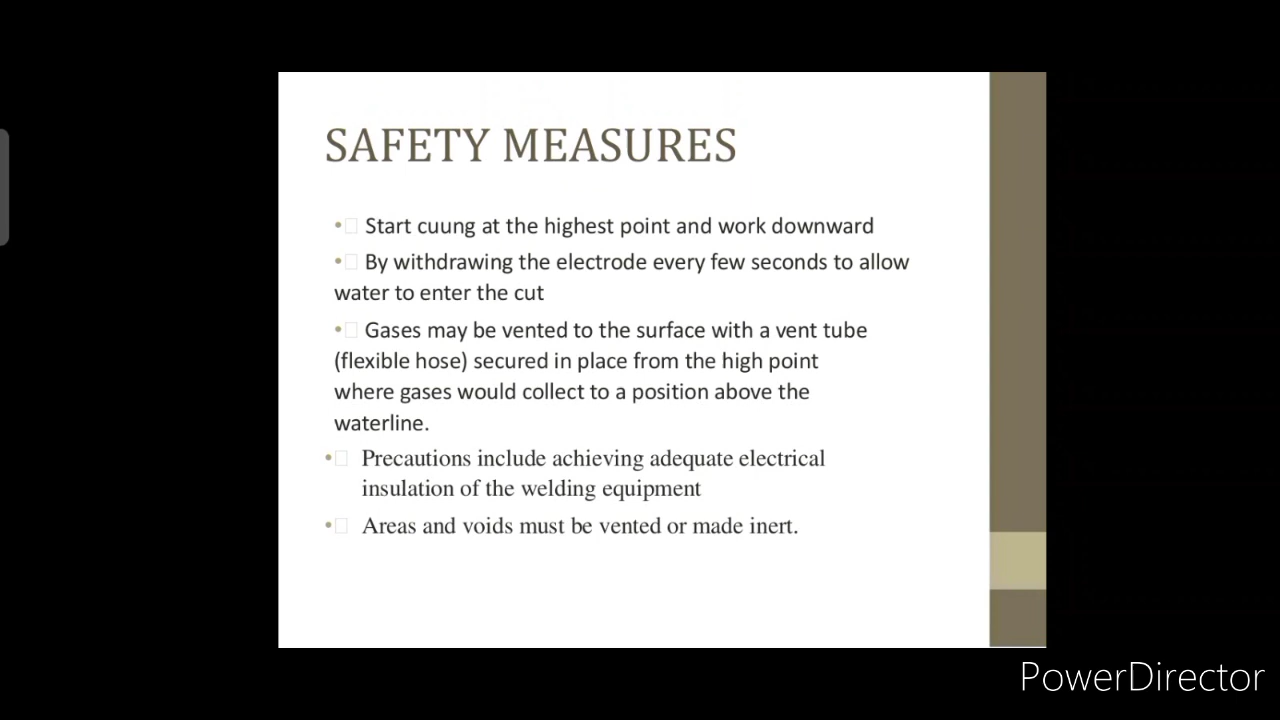 SAFETY MEASURES
• Start cuung at the highest point and work downward
• By withdrawing the electrode every few seconds to allow
water to enter the cut
• Gases may be vented to the surface with a vent tube
(flexible hose) secured in place from the high point
where gases would collect to a position above the
waterline.
• Precautions include achieving adequate electrical
insulation of the welding equipment
• Areas and voids must be vented or made inert.
PowerDirector